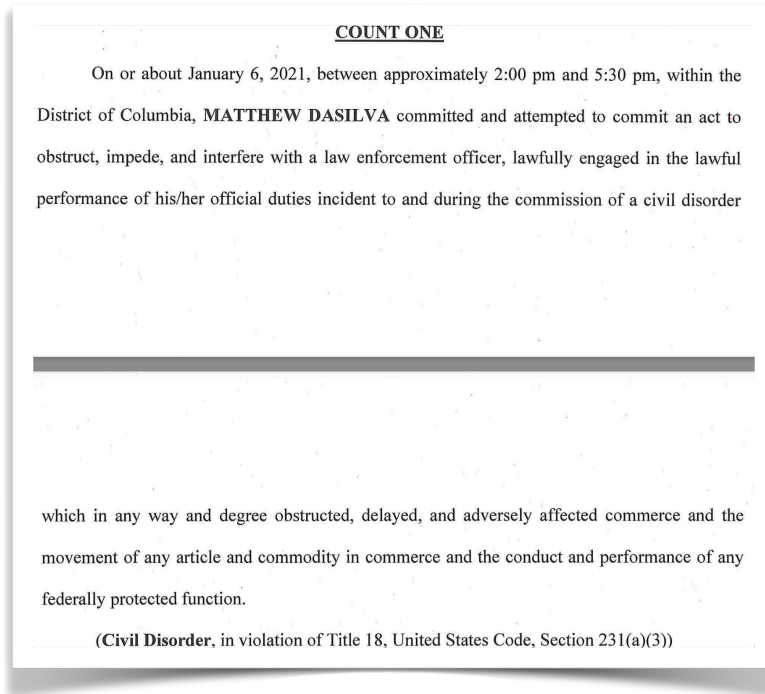 COUNT ONE
On or about January 6, 2021, between approximately 2:00 pm and 5:30 pm, within the
District of Columbia, MATTHEW DASILVA committed and attempted to commit an act to
obstruct, impede, and interfere with a law enforcement officer, lawfully engaged in the lawful
performance of his/her official duties incident to and during the commission of a civil disorder
which in any way and degree obstructed, delayed, and adversely affected commerce and the
movement of any article and commodity in commerce and the conduct and performance of any
federally protected function.
(Civil Disorder, in violation of Title 18, United States Code, Section 231(a)(3))